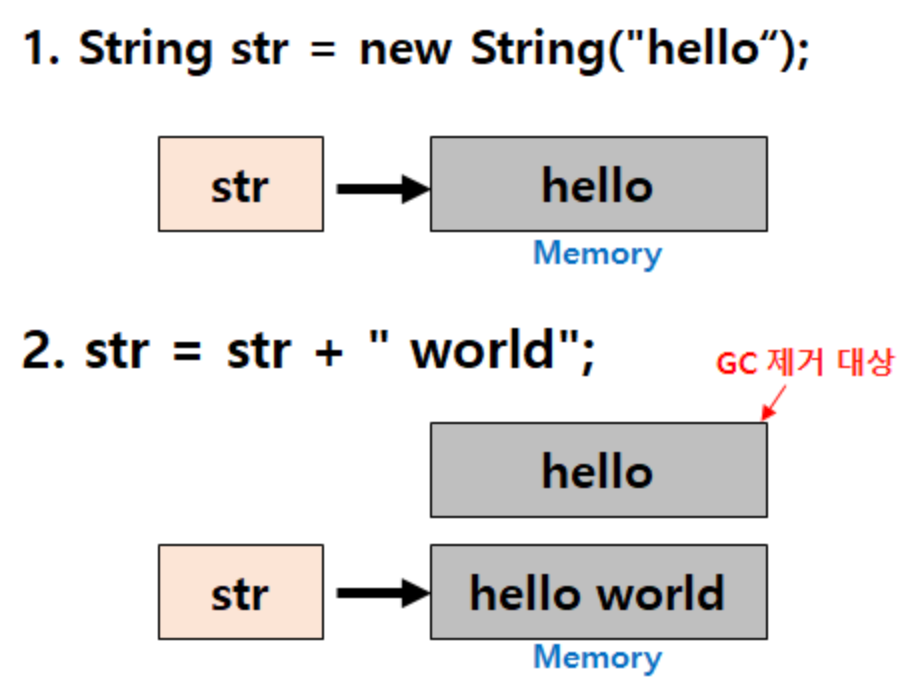 1. String str = new String("hello“);
str
hello
Memory
2. str = str + " world";
GC 제거 대상
hello
str
hello world
Memory